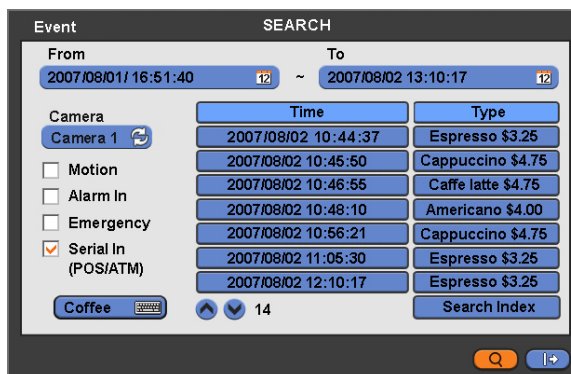 Event SEARCH
From To
2007/08/01/ 16:51:40 12 ~ 2007/08/02 13:10:17 12
Camera Time Type
Camera 1 2007/08/02 10:44:37 Espresso $3.25
Motion 2007/08/02 10:45:50 Cappuccino $4.75
Alarm In 2007/08/02 10:46:55 Caffe latte $4.75
Emergency 2007/08/02 10:48:10 Americano $4.00
Serial In 2007/08/02 10:56:21 Cappuccino $4.75
(POS/ATM) 2007/08/02 11:05:30 Espresso $3.25
2007/08/02 12:10:17 Espresso $3.25
Coffee 14 Search Index